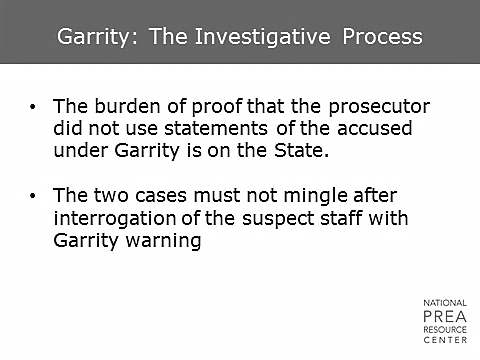 Garrity: The Investigative Process
• The burden of proof that the prosecutor
did not use statements of the accused
under Garrity is on the State.
• The two cases must not mingle after
interrogation of the suspect staff with
Garrity warning
NATIONAL
PREA
RESOURCE
CENTER